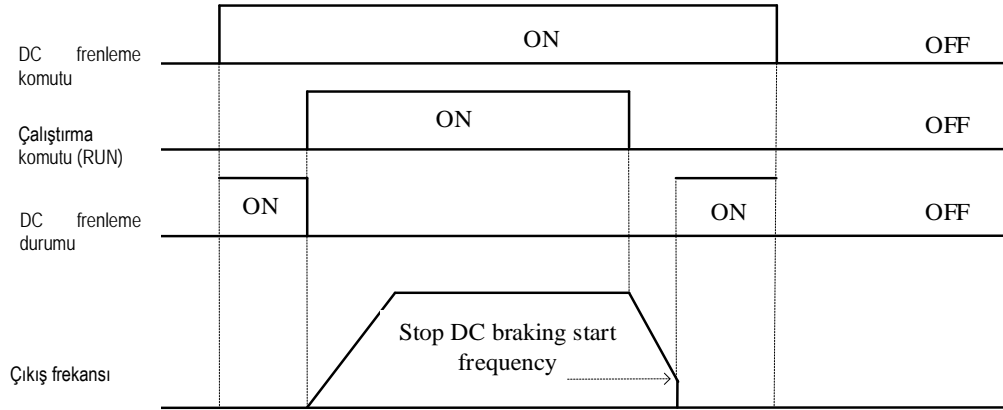 DC frenleme
komutu
ON
OFF
Çalıştırma
komutu (RUN)
ON
OFF
DC frenleme
durumu
ON
ON
OFF
Çıkış frekansı
Stop DC braking start
frequency